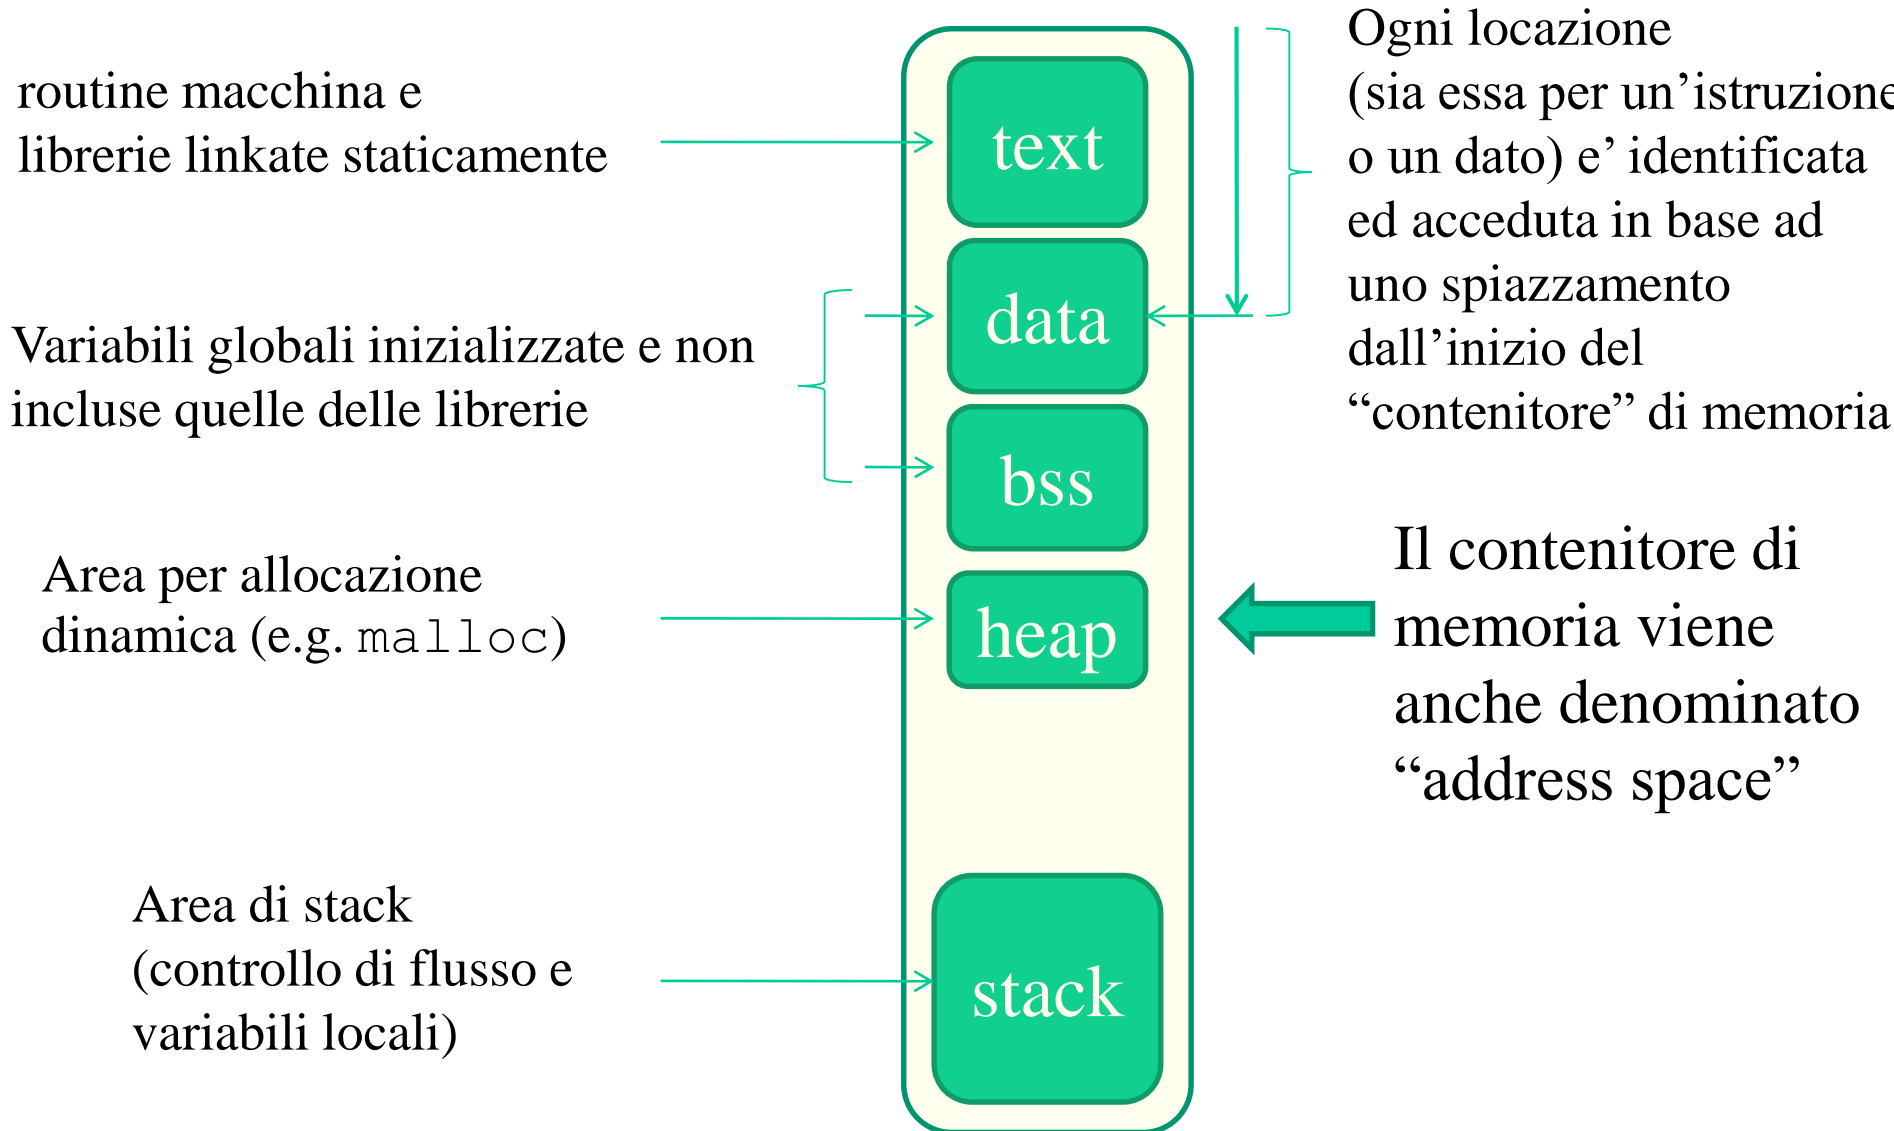 routine macchina e
librerie linkate staticamente
Variabili globali inizializzate e non
incluse quelle delle librerie
Area per allocazione
dinamica (e.g. malloc)
Area di stack
(controllo di flusso e
variabili locali)
text
data
bss
heap
stack
Ogni locazione
(sia essa per un’istruzione
o un dato) e’ identificata
ed acceduta in base ad
uno spiazzamento
dall’inizio del
“contenitore” di memoria
Il contenitore di
memoria viene
anche denominato
“address space”